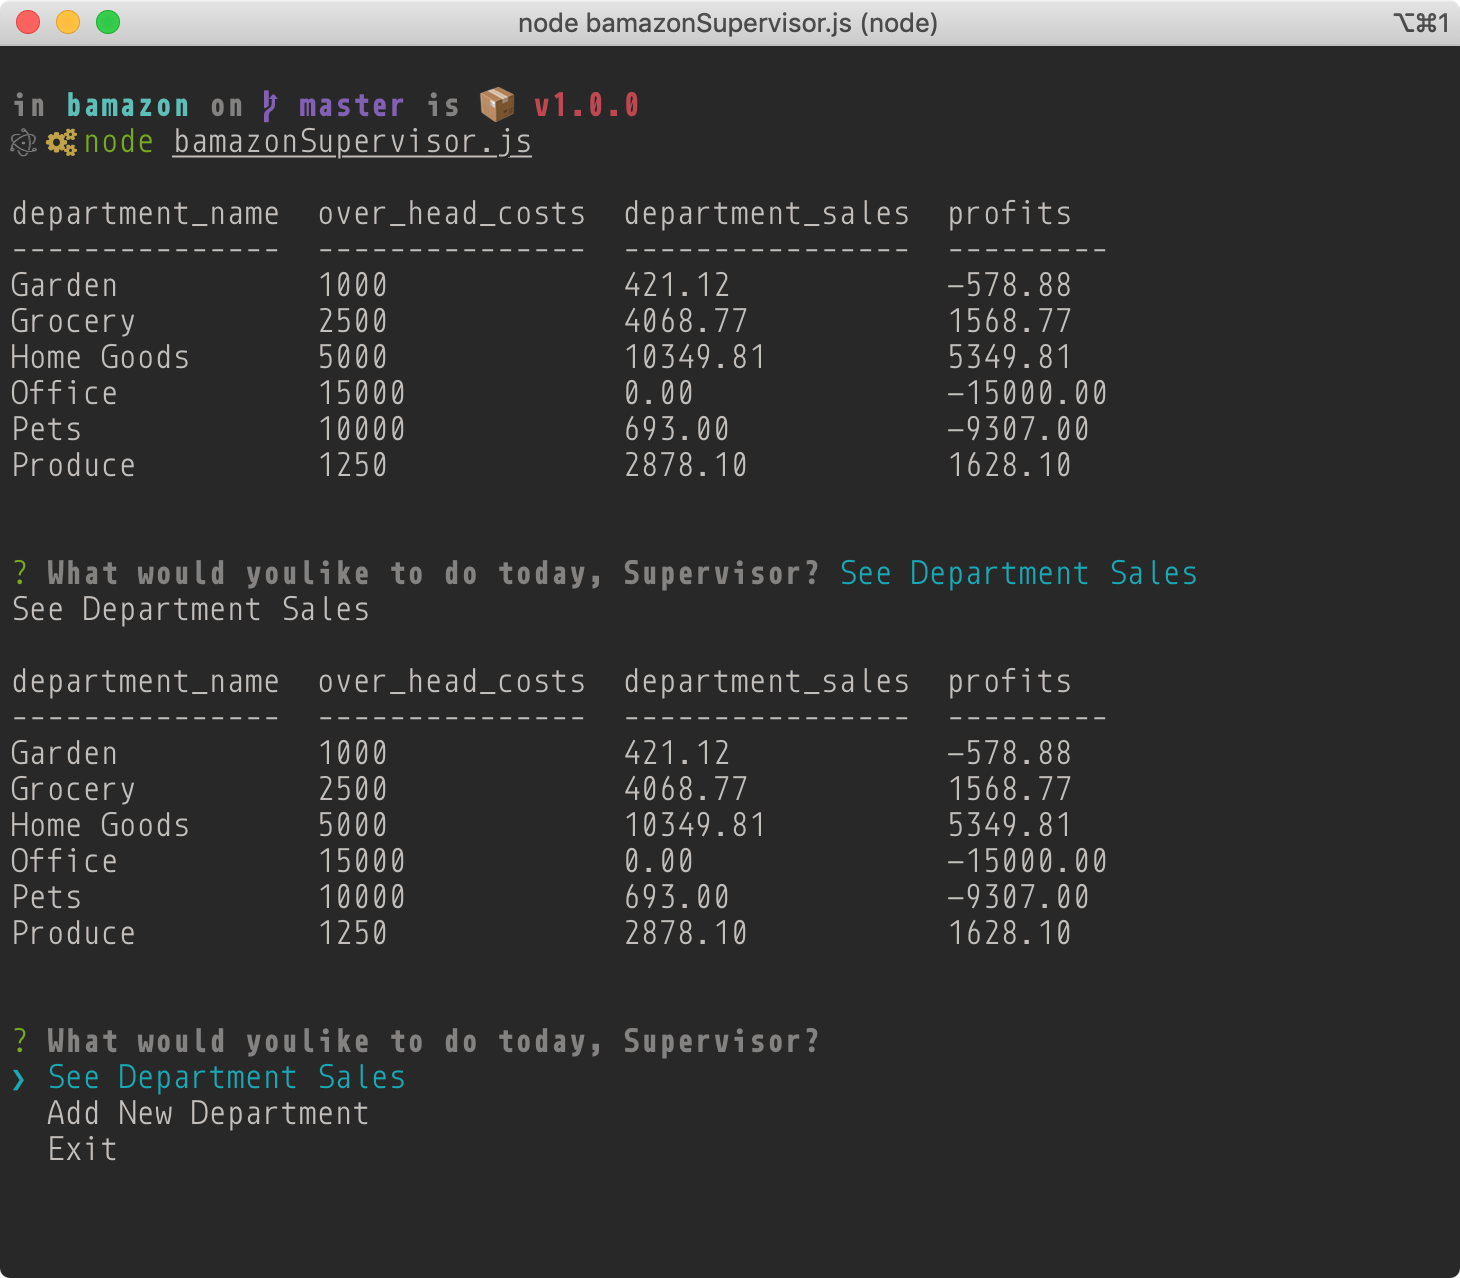 node bamazonSupervisor.js (node) ⌥⌘1
in bamazon on master is 📦 v1.0.0
node bamazonSupervisor.js
department_name  over_head_costs  department_sales  profits
---------------  ---------------  ----------------  ---------
Garden           1000             421.12            -578.88
Grocery          2500             4068.77           1568.77
Home Goods       5000             10349.81          5349.81
Office           15000            0.00              -15000.00
Pets             10000            693.00            -9307.00
Produce          1250             2878.10           1628.10
? What would youlike to do today, Supervisor? See Department Sales
See Department Sales
department_name  over_head_costs  department_sales  profits
---------------  ---------------  ----------------  ---------
Garden           1000             421.12            -578.88
Grocery          2500             4068.77           1568.77
Home Goods       5000             10349.81          5349.81
Office           15000            0.00              -15000.00
Pets             10000            693.00            -9307.00
Produce          1250             2878.10           1628.10
? What would youlike to do today, Supervisor?
❯ See Department Sales
  Add New Department
  Exit